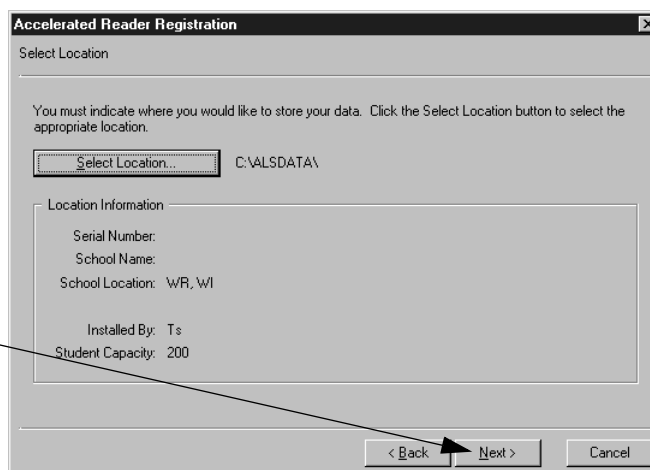 Accelerated Reader Registration
Select Location
You must indicate where you would like to store your data. Click the Select Location button to select the
appropriate location.
Select Location... C:\ALSDATA\
Location Information
Serial Number:
School Name:
School Location: WR, WI
Installed By: Ts
Student Capacity: 200
< Back Next > Cancel